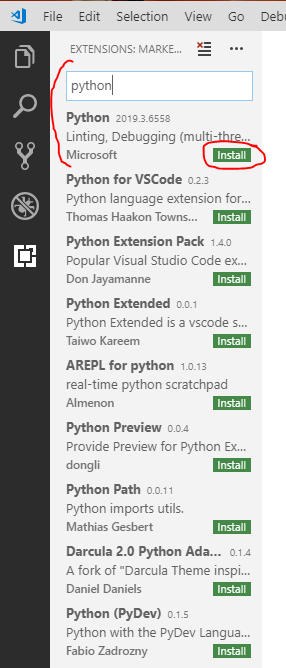 File Edit Selection View Go Debu
EXTENSIONS: MARKE...
python
Python 2019.3.6558
Linting, Debugging (multi-thre...
Microsoft Install
Python for VSCode 0.2.3
Python language extension for...
Thomas Haakon Towns... Install
Python Extension Pack 1.4.0
Popular Visual Studio Code ex...
Don Jayamanne Install
Python Extended 0.0.1
Python Extended is a vscode s...
Taiwo Kareem Install
AREPL for python 1.0.13
real-time python scratchpad
Almenon Install
Python Preview 0.0.4
Provide Preview for Python Ex...
dongli Install
Python Path 0.0.11
Python imports utils.
Mathias Gesbert Install
Darcula 2.0 Python Ada... 0.1.4
A fork of "Darcula Theme inspi...
Daniel Daniels Install
Python (PyDev) 0.1.5
Python with the PyDev Langua...
Fabio Zadrozny Install